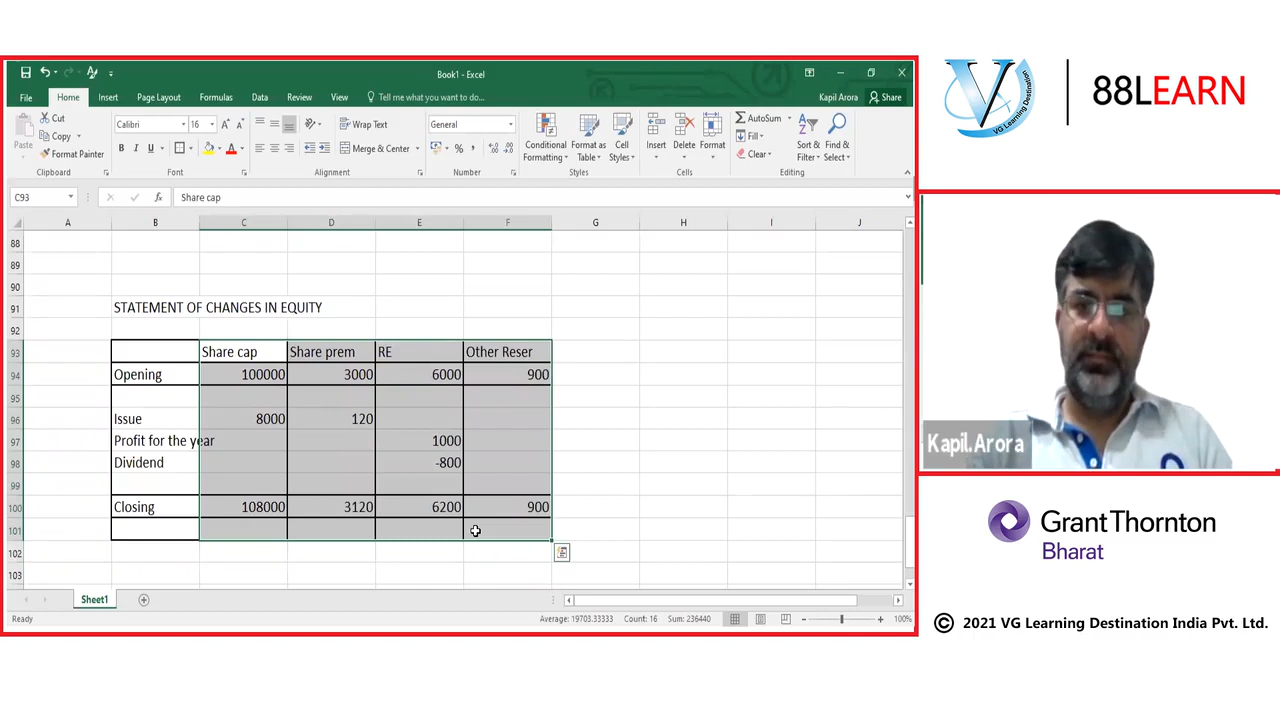 Book1 - Excel
File Home Insert Page Layout Formulas Data Review View Tell me what you want to do... Kapil Arora Share
Paste Cut Copy Format Painter
Calibri 16 A A
B I U A
Wrap Text
Merge & Center
General
% ,
Conditional Formatting Format as Table Cell Styles
Insert Delete Format
AutoSum
Fill
Clear
Sort & Filter Find & Select
Clipboard Font Alignment Number Styles Cells Editing
C93 fx Share cap
A B C D E F G H I J
88
89
90
91 STATEMENT OF CHANGES IN EQUITY
92
93 Share cap Share prem RE Other Reser
94 Opening 100000 3000 6000 900
95
96 Issue 8000 120
97 Profit for the year 1000
98 Dividend -800
99
100 Closing 108000 3120 6200 900
101
102
103
Sheet1
Ready Average: 19703.33333 Count: 16 Sum: 236440 100%
V
VG Learning Destination
88LEARN
Kapil.Arora
Grant Thornton
Bharat
© 2021 VG Learning Destination India Pvt. Ltd.